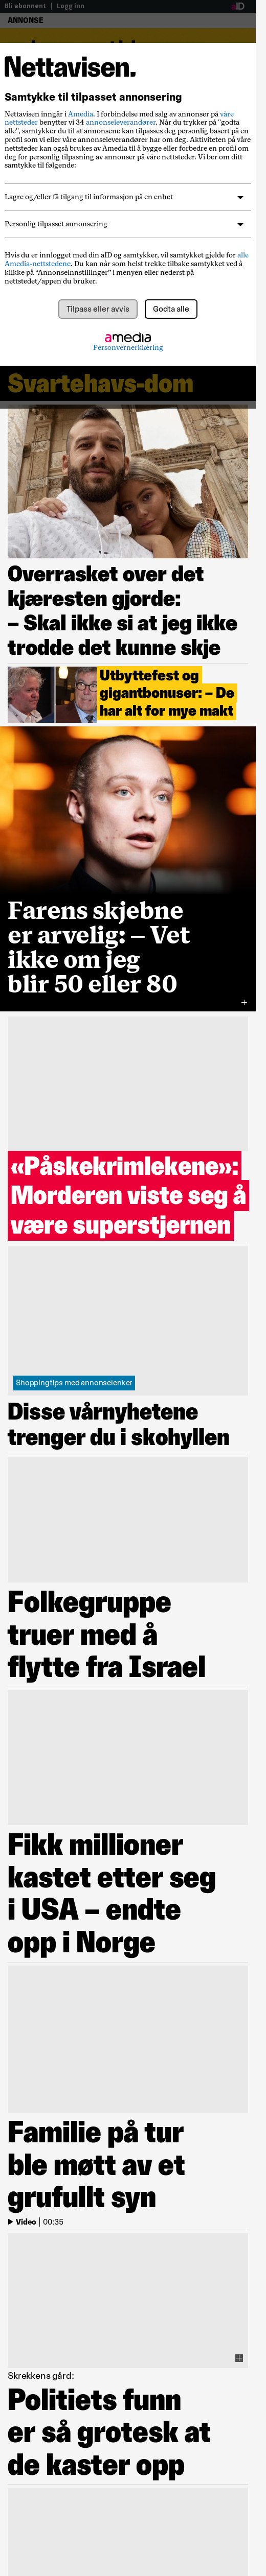 Bli abonnent | Logg inn
aID
ANNONSE
Nettavisen.
Samtykke til tilpasset annonsering
Nettavisen inngår i Amedia. I forbindelse med salg av annonser på våre
nettsteder benytter vi 34 annonseleverandører. Når du trykker på "godta
alle", samtykker du til at annonsene kan tilpasses deg personlig basert på en
profil som vi eller våre annonseleverandører har om deg. Aktiviteten på våre
nettsteder kan også brukes av Amedia til å bygge eller forbedre en profil om
deg for personlig tilpasning av annonser på våre nettsteder. Vi ber om ditt
samtykke til følgende:
Lagre og/eller få tilgang til informasjon på en enhet
Personlig tilpasset annonsering
Hvis du er innlogget med din aID og samtykker, vil samtykket gjelde for alle
Amedia-nettstedene. Du kan når som helst trekke tilbake samtykket ved å
klikke på “Annonseinnstillinger” i menyen eller nederst på
nettstedet/appen du bruker.
Tilpass eller avvis
Godta alle
amedia
Personvernerklæring
Svartehavs-dom
Overrasket over det
kjæresten gjorde:
– Skal ikke si at jeg ikke
trodde det kunne skje
Utbyttefest og
gigantbonuser: – De
har alt for mye makt
Farens skjebne
er arvelig: – Vet
ikke om jeg
blir 50 eller 80
«Påskekrimlekene»:
Morderen viste seg å
være superstjernen
Shoppingtips med annonselenker
Disse vårnyhetene
trenger du i skohyllen
Folkegruppe
truer med å
flytte fra Israel
Fikk millioner
kastet etter seg
i USA – endte
opp i Norge
Familie på tur
ble møtt av et
grufullt syn
Video | 00:35
Skrekkens gård:
Politiets funn
er så grotesk at
de kaster opp